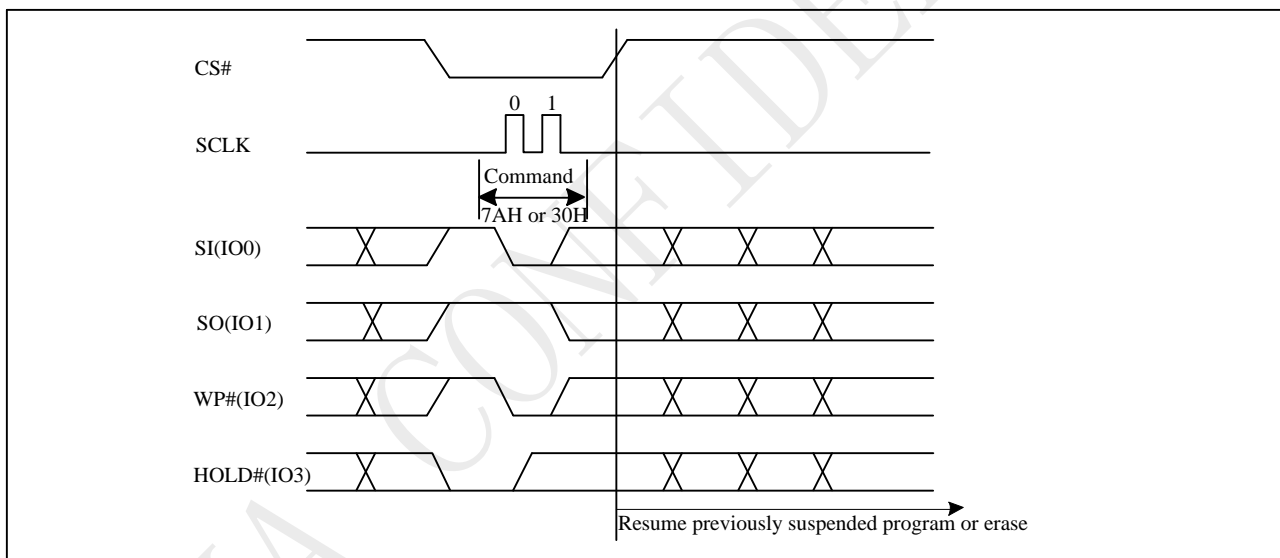 CS#
0 1
SCLK
Command
7AH or 30H
SI(IO0)
SO(IO1)
WP#(IO2)
HOLD#(IO3)
Resume previously suspended program or erase
A CONFIDE